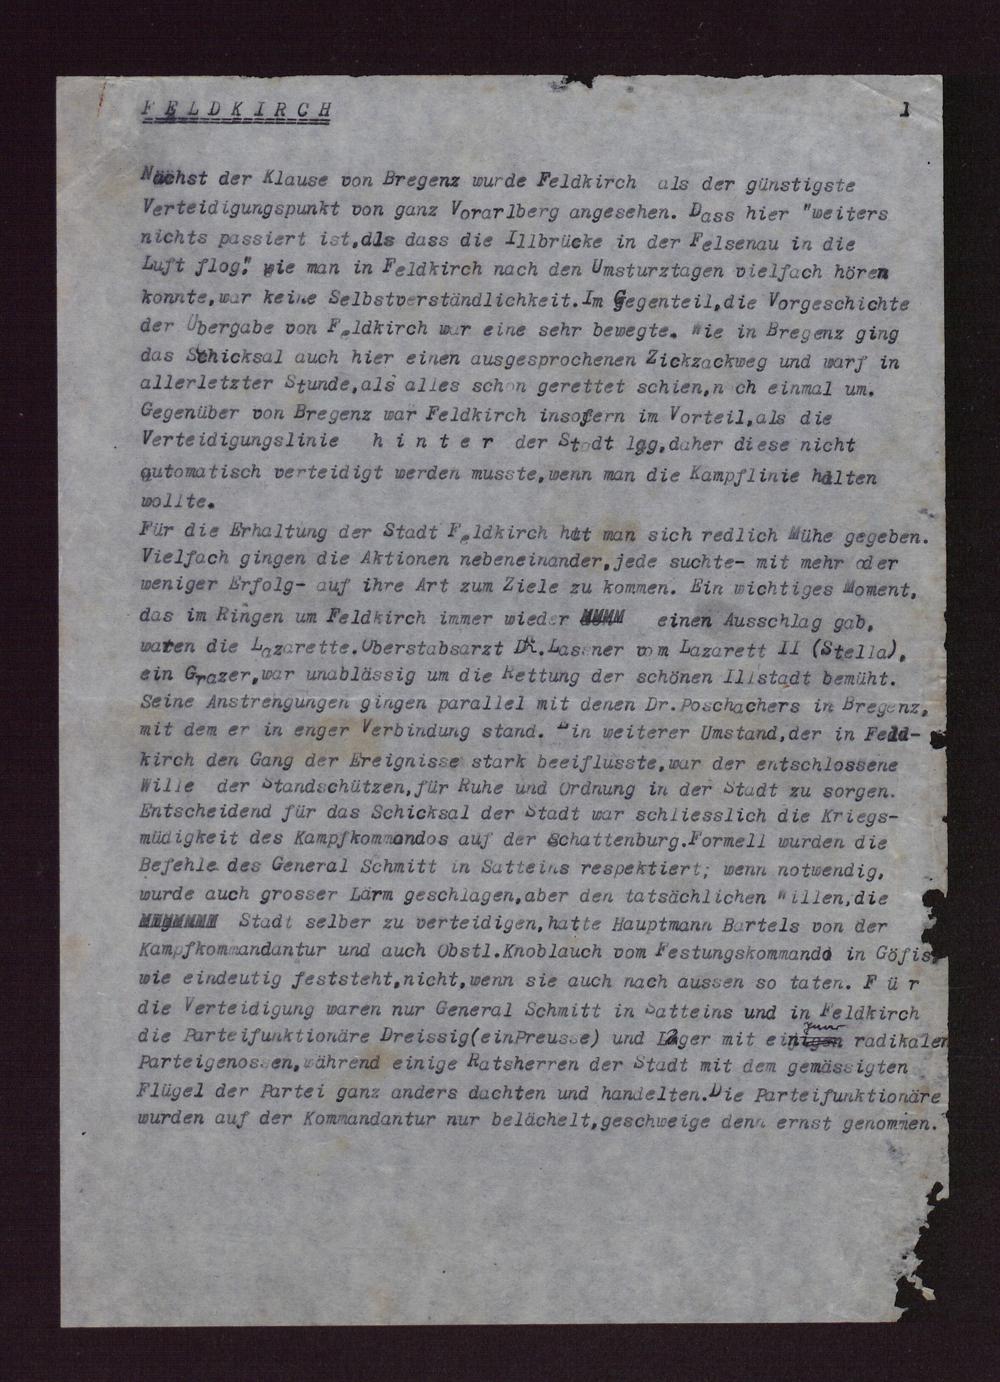 FELDKIRCH 1
Nächst der Klause von Bregenz wurde Feldkirch als der günstigste
Verteidigungspunkt von ganz Vorarlberg angesehen. Dass hier "weiters
nichts passiert ist,als dass die Illbrücke in der Felsenau in die
Luft flog", wie man in Feldkirch nach den Umsturztagen vielfach hören
konnte,war keine Selbstverständlichkeit.Im Gegenteil,die Vorgeschichte
der Übergabe von Feldkirch war eine sehr bewegte. Wie in Bregenz ging
das Schicksal auch hier einen ausgesprochenen Zickzackweg und warf in
allerletzter Stunde,als alles schon gerettet schien,noch einmal um.
Gegenüber von Bregenz war Feldkirch insofern im Vorteil,als die
Verteidigungslinie h i n t e r der Stadt lag,daher diese nicht
automatisch verteidigt werden musste,wenn man die Kampflinie halten
wollte.
Für die Erhaltung der Stadt Feldkirch hat man sich redlich Mühe gegeben.
Vielfach gingen die Aktionen nebeneinander,jede suchte- mit mehr oder
weniger Erfolg- auf ihre Art zum Ziele zu kommen. Ein wichtiges Moment,
das im Ringen um Feldkirch immer wieder einen Ausschlag gab,
waren die Lazarette.Oberstabsarzt Dr.Lassner vom Lazarett II (Stella),
ein Grazer,war unablässig um die Rettung der schönen Illstadt bemüht.
Seine Anstrengungen gingen parallel mit denen Dr.Poschachers in Bregenz,
mit dem er in enger Verbindung stand. Ein weiterer Umstand,der in Feld-
kirch den Gang der Ereignisse stark beeiflusste,war der entschlossene
Wille der Standschützen,für Ruhe und Ordnung in der Stadt zu sorgen.
Entscheidend für das Schicksal der Stadt war schliesslich die Kriegs-
müdigkeit des Kampfkommandos auf der Schattenburg.Formell wurden die
Befehle des General Schmitt in Satteins respektiert; wenn notwendig,
wurde auch grosser Lärm geschlagen,aber den tatsächlichen Willen,die
Stadt selber zu verteidigen,hatte Hauptmann Bartels von der
Kampfkommandantur und auch Obstl.Knoblauch vom Festungskommando in Göfis,
wie eindeutig feststeht,nicht,wenn sie auch nach aussen so taten. F ü r
die Verteidigung waren nur General Schmitt in Satteins und in Feldkirch
die Parteifunktionäre Dreissig(einPreusse) und Läger mit ein radikalen
Parteigenossen,während einige Ratsherren der Stadt mit dem gemässigten
Flügel der Partei ganz anders dachten und handelten.Die Parteifunktionäre
wurden auf der Kommandantur nur belächelt,geschweige denn ernst genommen.